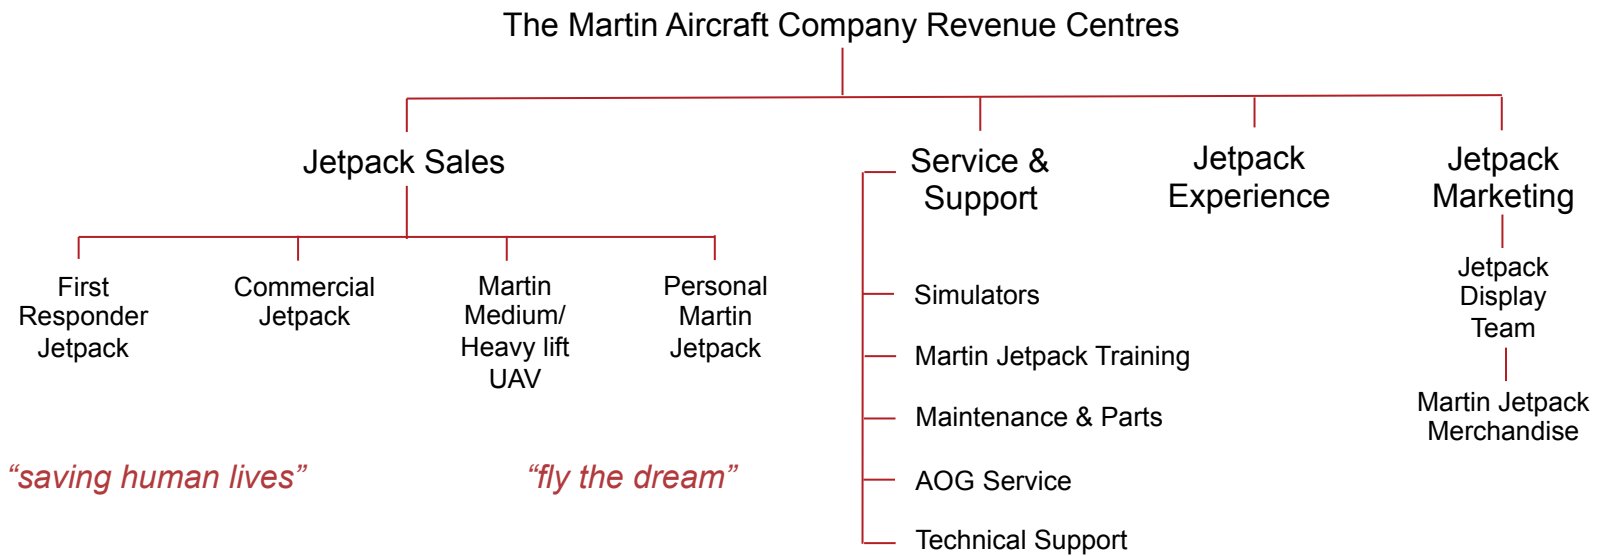 The Martin Aircraft Company Revenue Centres
Jetpack Sales
Service &
Support
Jetpack
Experience
Jetpack
Marketing
First
Responder
Jetpack
Commercial
Jetpack
Martin
Medium/
Heavy lift
UAV
Personal
Martin
Jetpack
Simulators
Martin Jetpack Training
Maintenance & Parts
AOG Service
Technical Support
Jetpack
Display
Team
Martin Jetpack
Merchandise
“saving human lives”
“fly the dream”